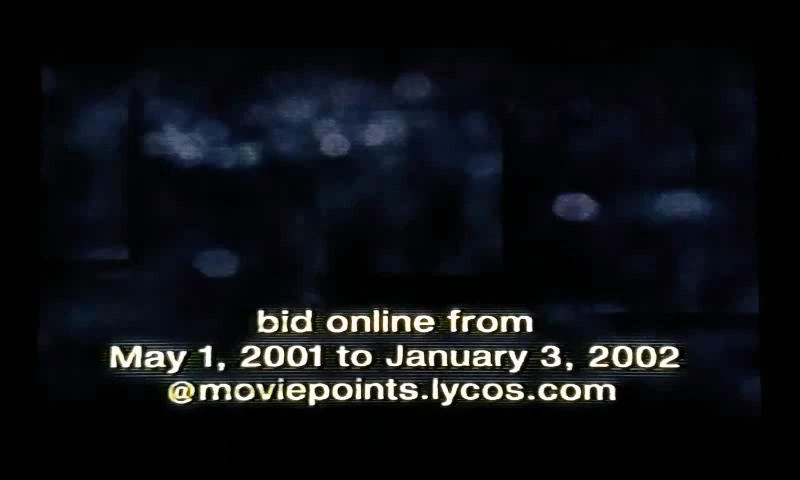 bid online from
May 1, 2001 to January 3, 2002
@moviepoints.lycos.com